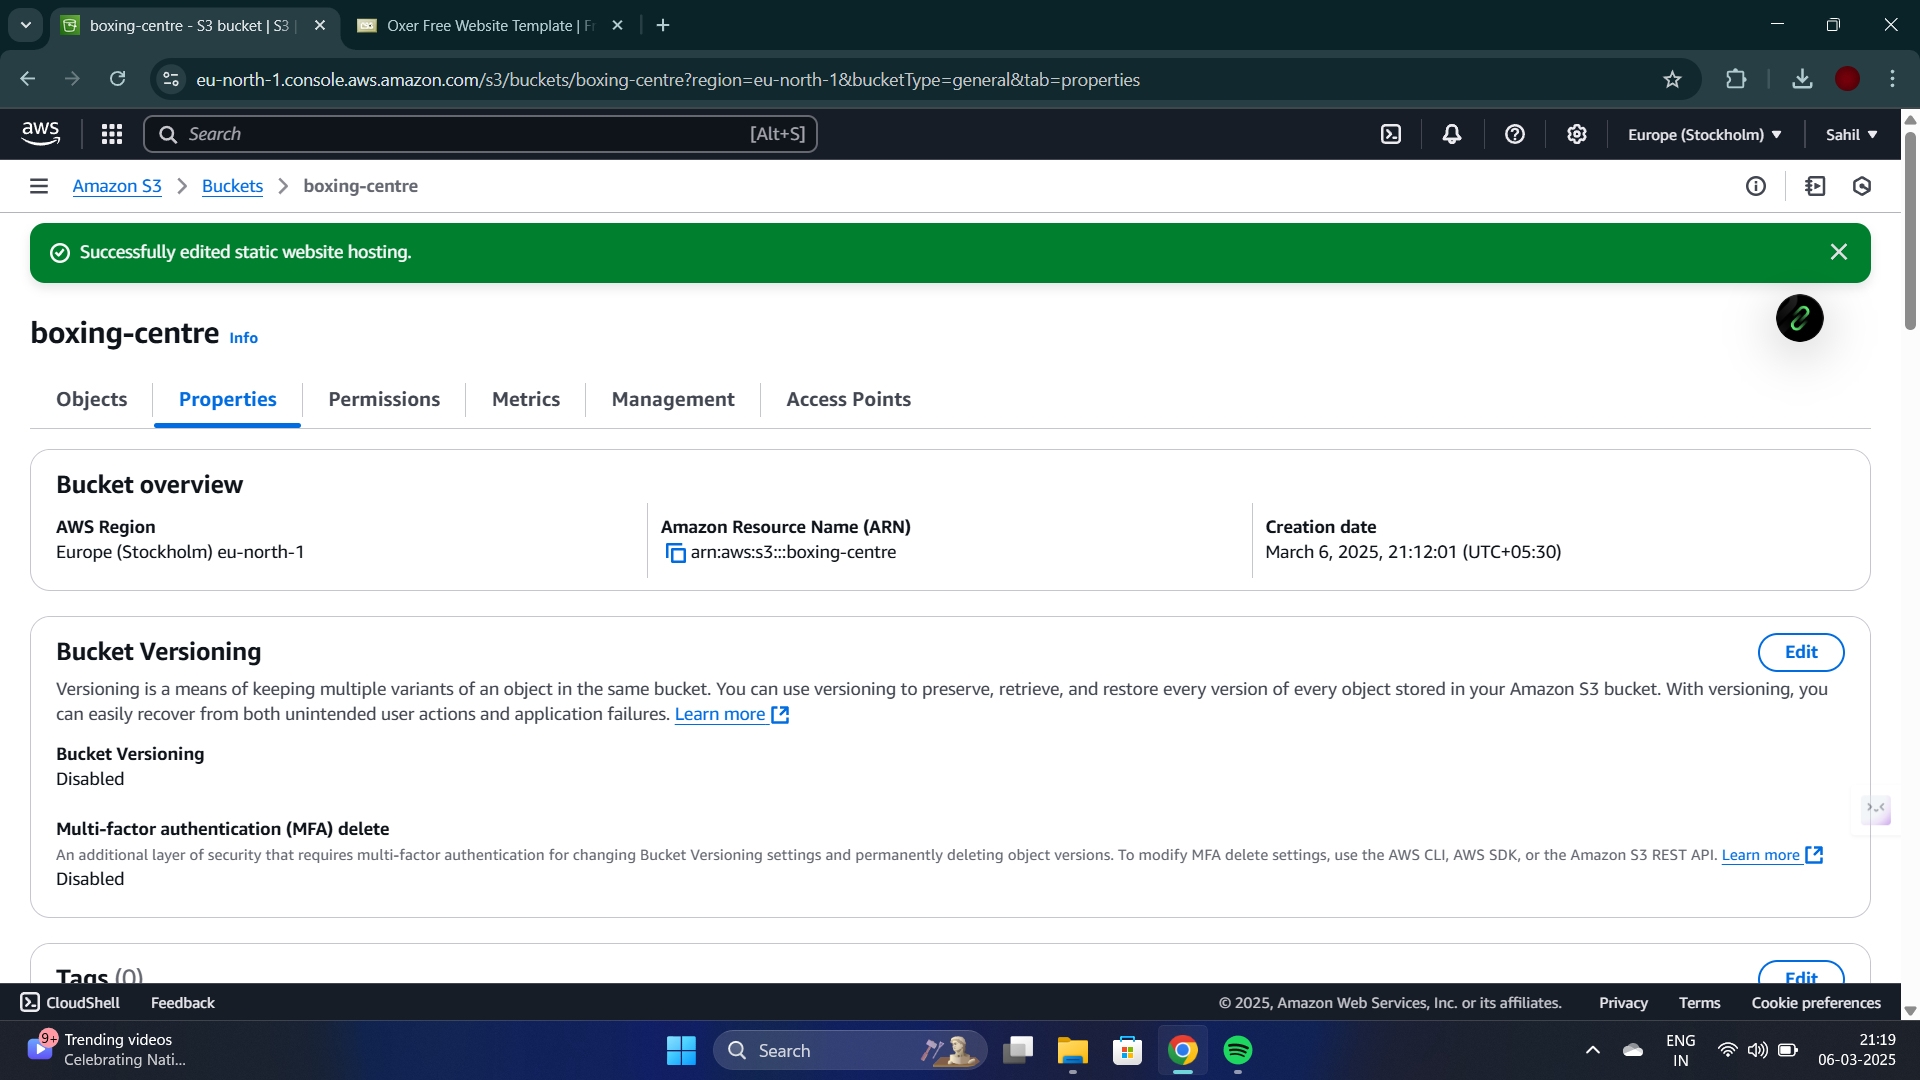 boxing-centre - S3 bucket | S3 |
Oxer Free Website Template | Fr
eu-north-1.console.aws.amazon.com/s3/buckets/boxing-centre?region=eu-north-1&bucketType=general&tab=properties
aws
Search
[Alt+S]
Europe (Stockholm)
Sahil
Amazon S3
Buckets
boxing-centre
Successfully edited static website hosting.
boxing-centre
Info
Objects
Properties
Permissions
Metrics
Management
Access Points
Bucket overview
AWS Region
Europe (Stockholm) eu-north-1
Amazon Resource Name (ARN)
arn:aws:s3:::boxing-centre
Creation date
March 6, 2025, 21:12:01 (UTC+05:30)
Bucket Versioning
Edit
Versioning is a means of keeping multiple variants of an object in the same bucket. You can use versioning to preserve, retrieve, and restore every version of every object stored in your Amazon S3 bucket. With versioning, you
can easily recover from both unintended user actions and application failures. Learn more
Bucket Versioning
Disabled
Multi-factor authentication (MFA) delete
An additional layer of security that requires multi-factor authentication for changing Bucket Versioning settings and permanently deleting object versions. To modify MFA delete settings, use the AWS CLI, AWS SDK, or the Amazon S3 REST API. Learn more
Disabled
Tags (0)
Edit
CloudShell
Feedback
© 2025, Amazon Web Services, Inc. or its affiliates.
Privacy
Terms
Cookie preferences
9+
Trending videos
Celebrating Nati...
Search
ENG
IN
21:19
06-03-2025